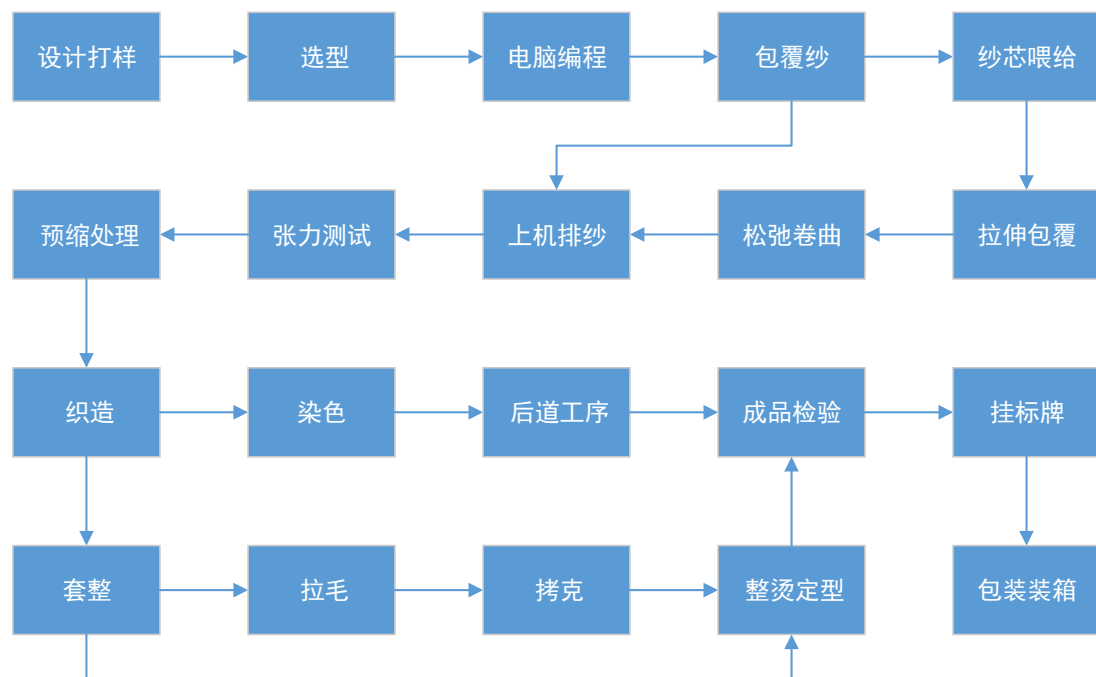 设计打样
选型
电脑编程
包覆纱
纱芯喂给
预缩处理
张力测试
上机排纱
松弛卷曲
拉伸包覆
织造
染色
后道工序
成品检验
挂标牌
套整
拉毛
拷克
整烫定型
包装装箱